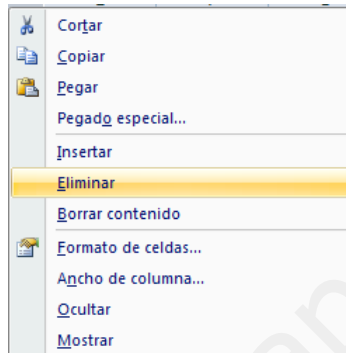 Cortar
Copiar
Pegar
Pegado especial...
Insertar
Eliminar
Borrar contenido
Formato de celdas...
Ancho de columna...
Ocultar
Mostrar